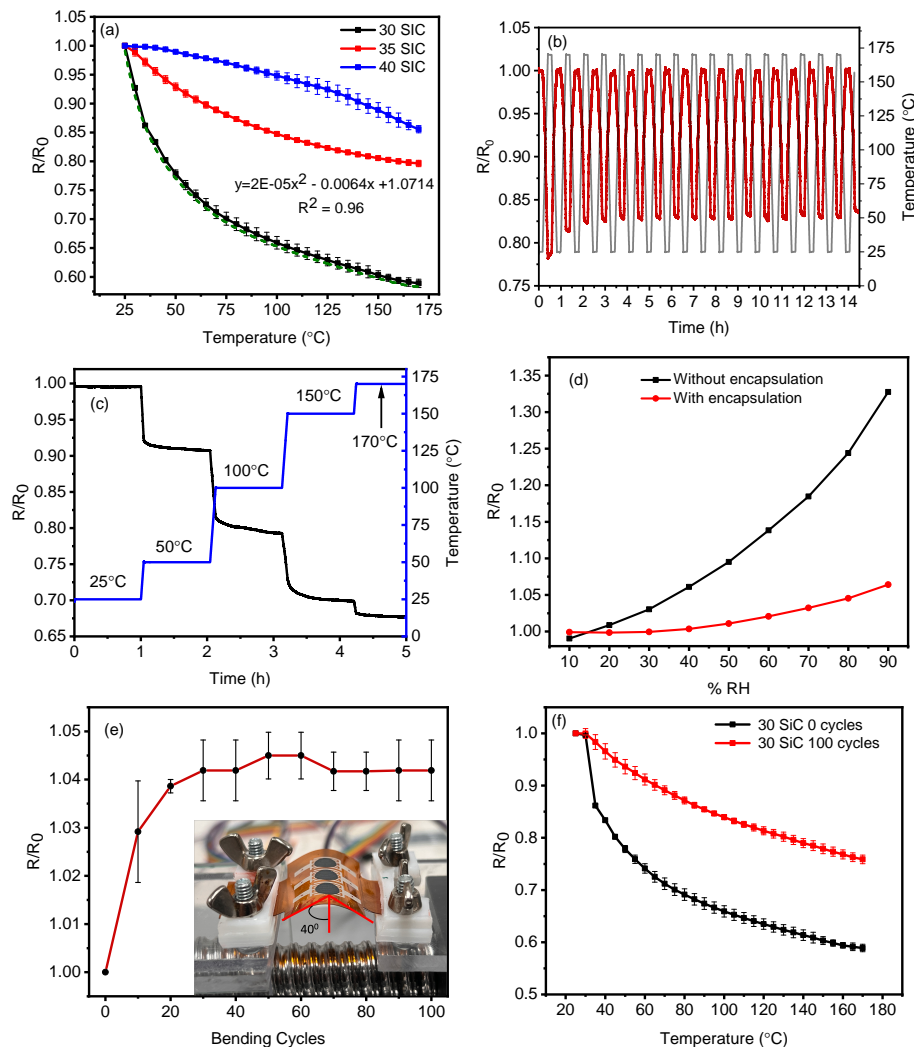 (a)
30 SIC
35 SIC
40 SIC
1.00
0.95
0.90
0.85
0.80
0.75
0.70
0.65
0.60
R/R0
y=2E-05x2 - 0.0064x +1.0714
R2 = 0.96
25 50 75 100 125 150 175
Temperature (°C)
(b)
1.00
0.95
0.90
0.85
0.80
0.75
R/R0
175
150
125
100
75
50
25
0
Temperature (°C)
0 1 2 3 4 5 6 7 8 9 10 11 12 13 14
Time (h)
(c)
1.00
0.95
0.90
0.85
0.80
0.75
0.70
0.65
R/R0
25°C
50°C
100°C
150°C
170°C
175
150
125
100
75
50
25
0
Temperature (°C)
0 1 2 3 4 5
Time (h)
(d)
Without encapsulation
With encapsulation
1.35
1.30
1.25
1.20
1.15
1.10
1.05
1.00
R/R0
10 20 30 40 50 60 70 80 90
% RH
(e)
1.05
1.04
1.03
1.02
1.01
1.00
R/R0
400
0 20 40 60 80 100
Bending Cycles
(f)
30 SiC 0 cycles
30 SiC 100 cycles
1.0
0.9
0.8
0.7
0.6
0.5
R/R0
20 40 60 80 100 120 140 160 180
Temperature (°C)